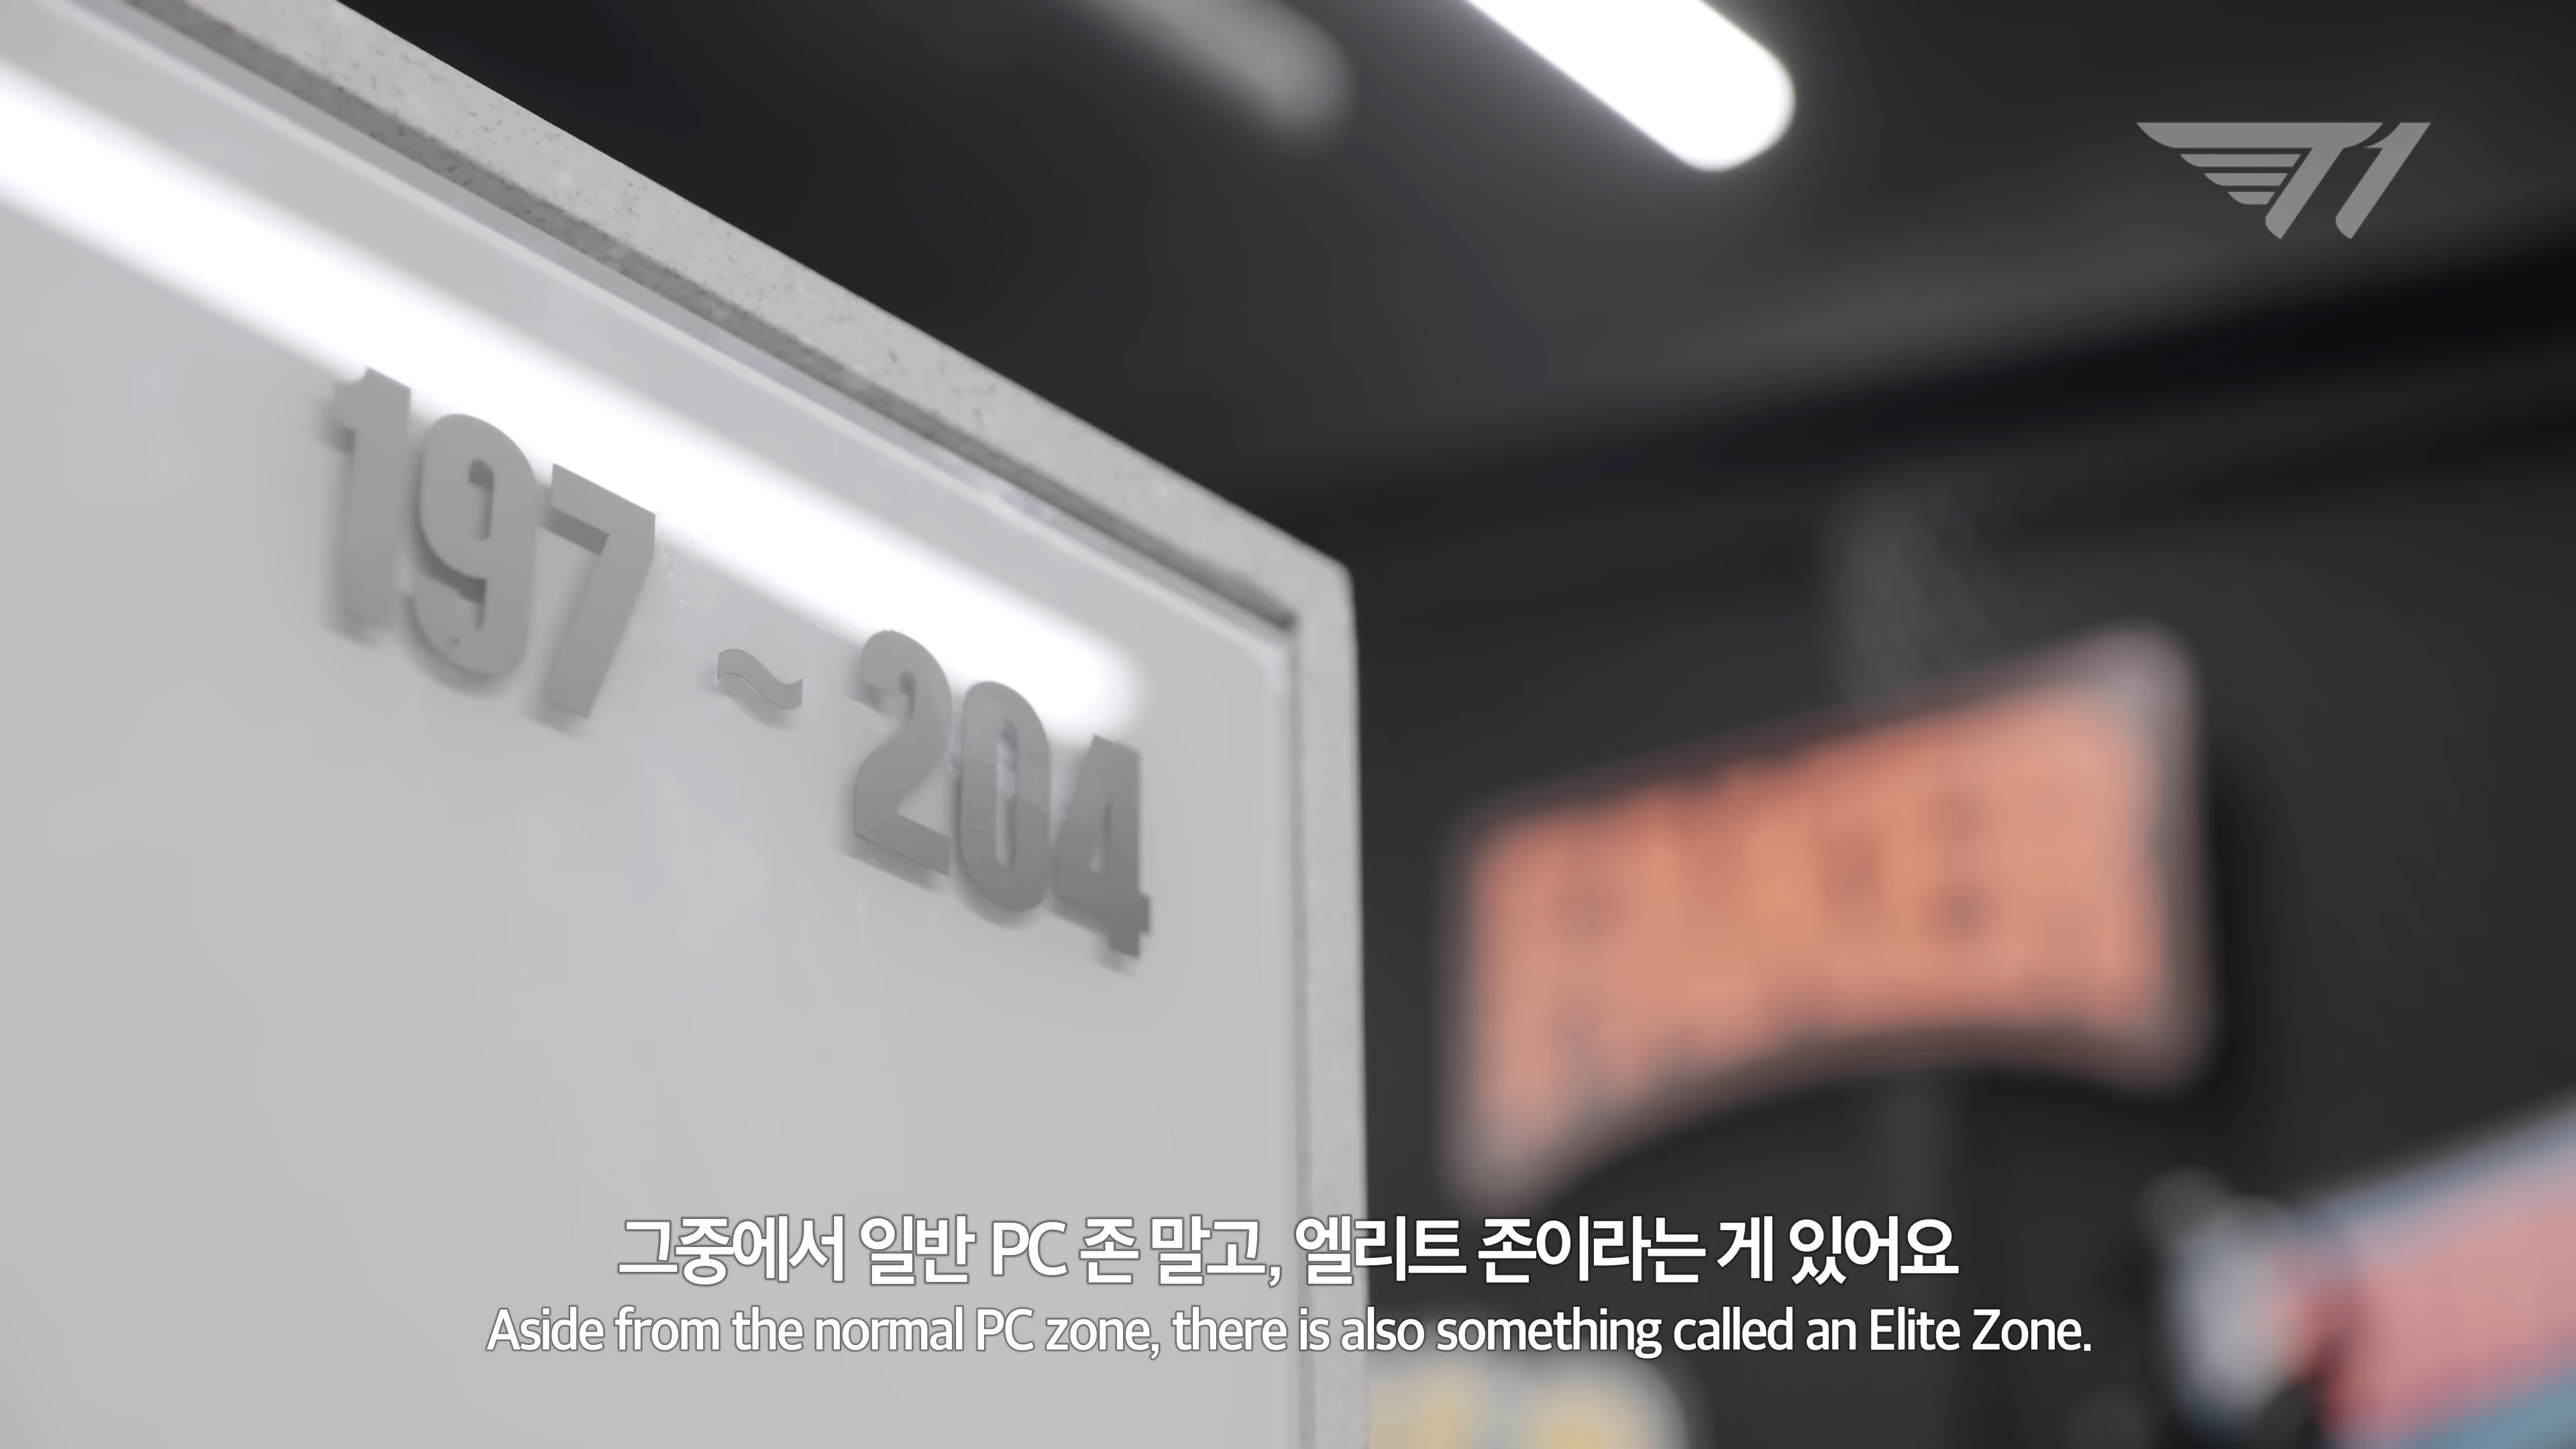 T1
197 ~ 204
그중에서 일반 PC 존 말고, 엘리트 존이라는 게 있어요
Aside from the normal PC zone, there is also something called an Elite Zone.